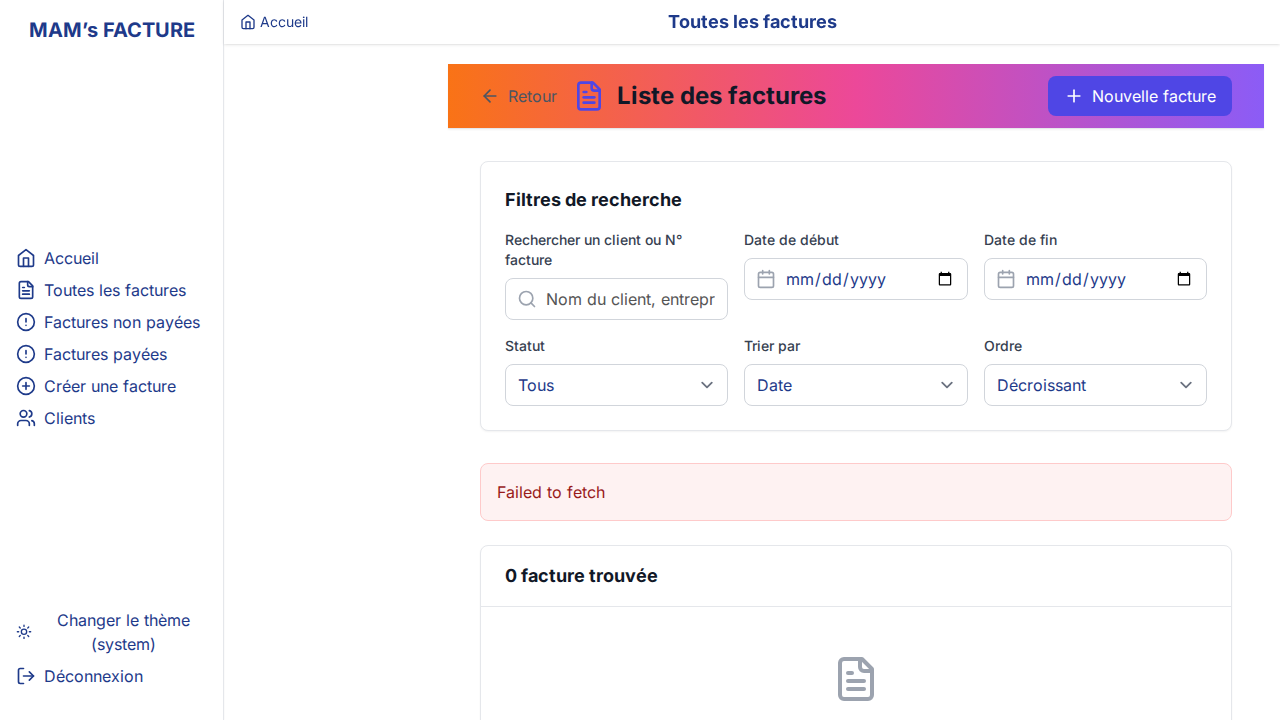 MAM’s FACTURE
Accueil
Toutes les factures
Factures non payées
Factures payées
Créer une facture
Clients
Changer le thème
(system)
Déconnexion
Accueil
Toutes les factures
Retour
Liste des factures
Nouvelle facture
Filtres de recherche
Rechercher un client ou N°
facture
Nom du client, entrepr
Date de début
mm/dd/yyyy
Date de fin
mm/dd/yyyy
Statut
Tous
Trier par
Date
Ordre
Décroissant
Failed to fetch
0 facture trouvée